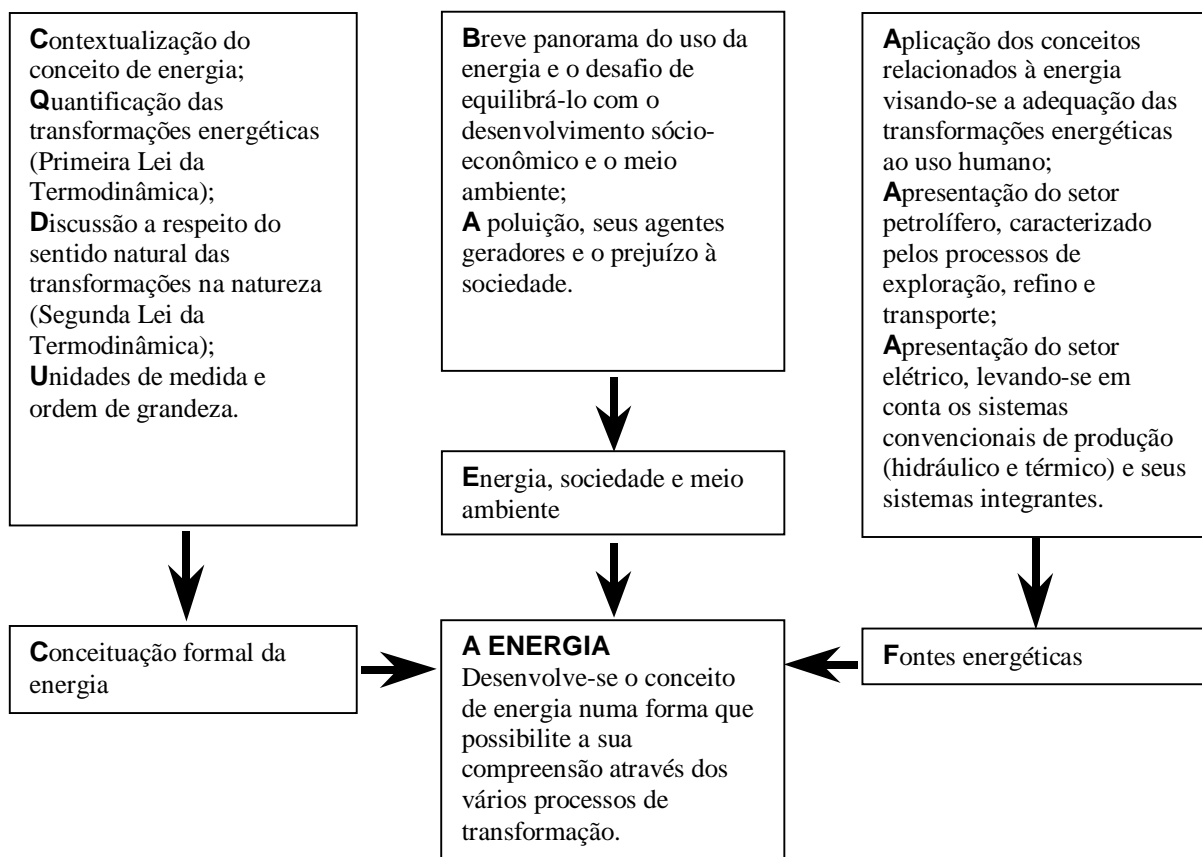 Contextualização do
conceito de energia;
Quantificação das
transformações energéticas
(Primeira Lei da
Termodinâmica);
Discussão a respeito do
sentido natural das
transformações na natureza
(Segunda Lei da
Termodinâmica);
Unidades de medida e
ordem de grandeza.
Breve panorama do uso da
energia e o desafio de
equilibrá-lo com o
desenvolvimento sócio-
econômico e o meio
ambiente;
A poluição, seus agentes
geradores e o prejuízo à
sociedade.
Aplicação dos conceitos
relacionados à energia
visando-se a adequação das
transformações energéticas
ao uso humano;
Apresentação do setor
petrolífero, caracterizado
pelos processos de
exploração, refino e
transporte;
Apresentação do setor
elétrico, levando-se em
conta os sistemas
convencionais de produção
(hidráulico e térmico) e seus
sistemas integrantes.
Energia, sociedade e meio
ambiente
Conceituação formal da
energia
A ENERGIA
Desenvolve-se o conceito
de energia numa forma que
possibilite a sua
compreensão através dos
vários processos de
transformação.
Fontes energéticas